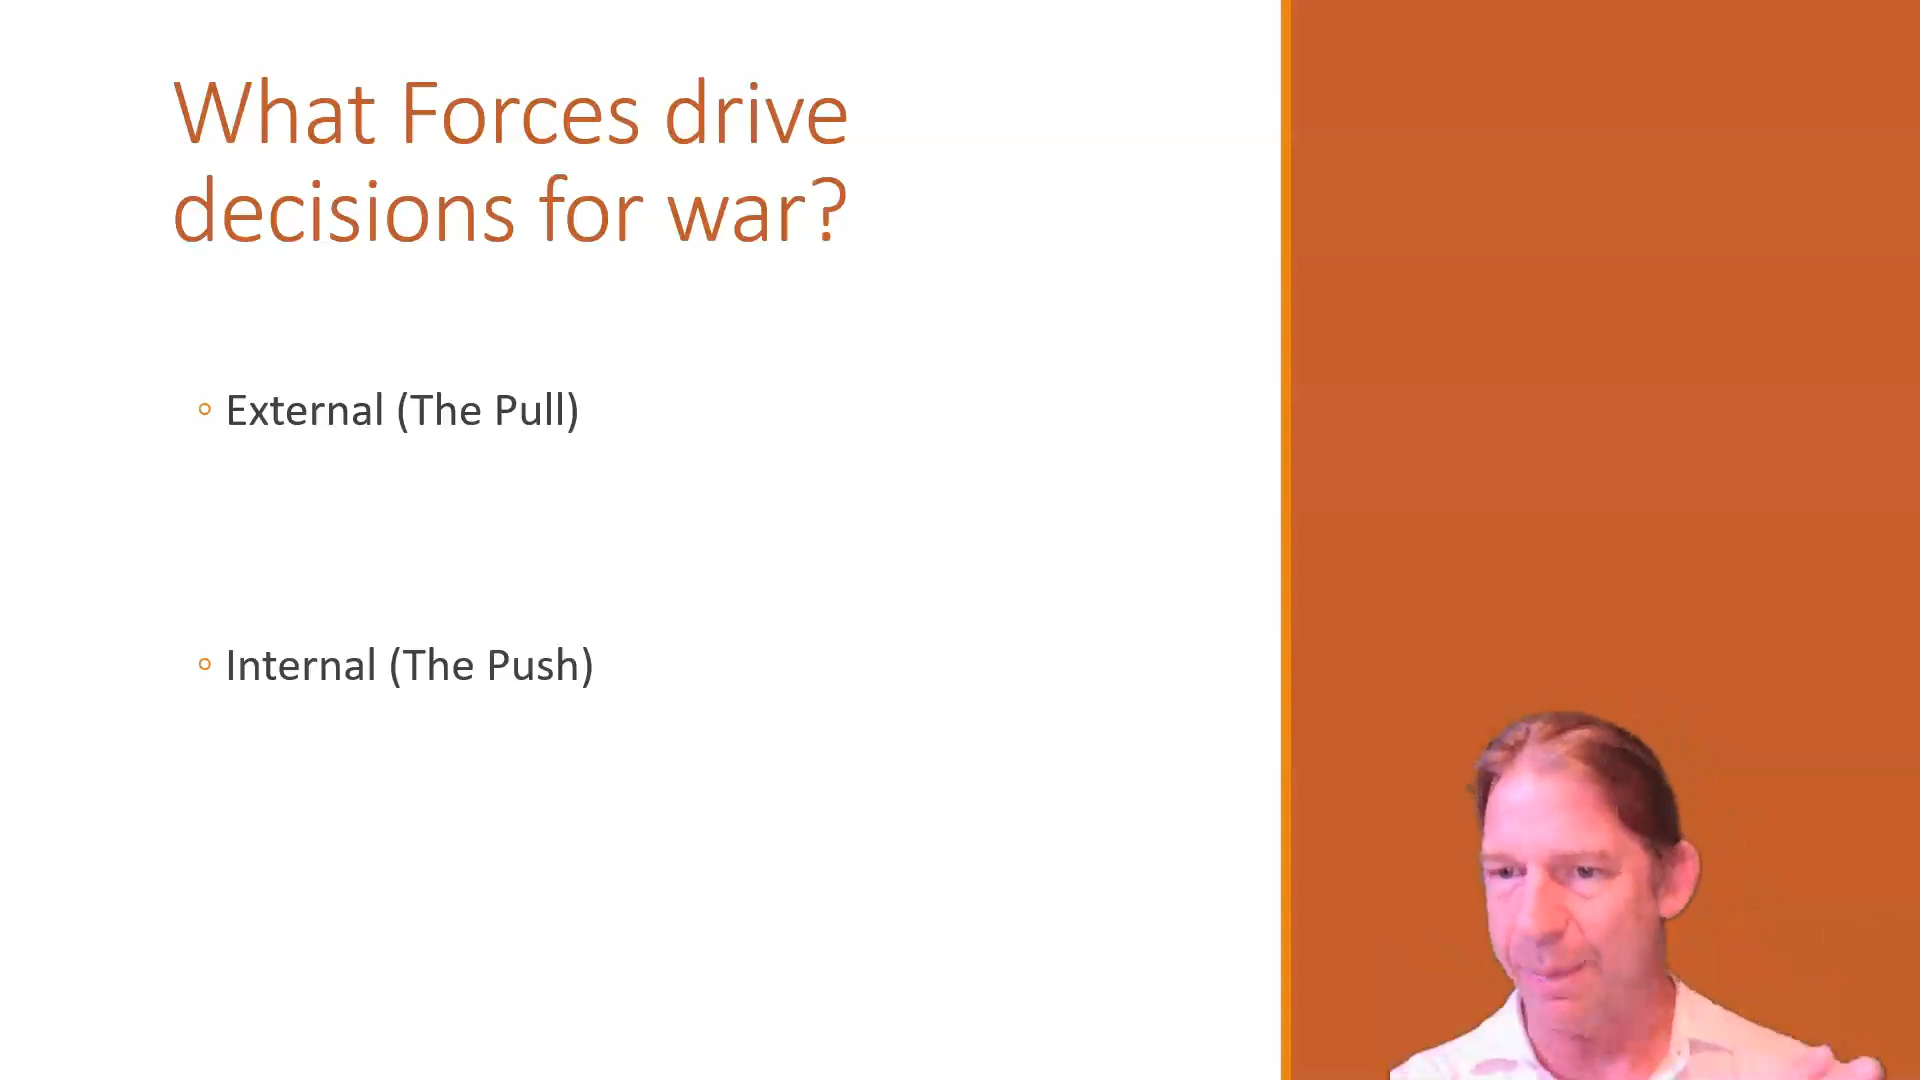 What Forces drive
decisions for war?
◦ External (The Pull)
◦ Internal (The Push)